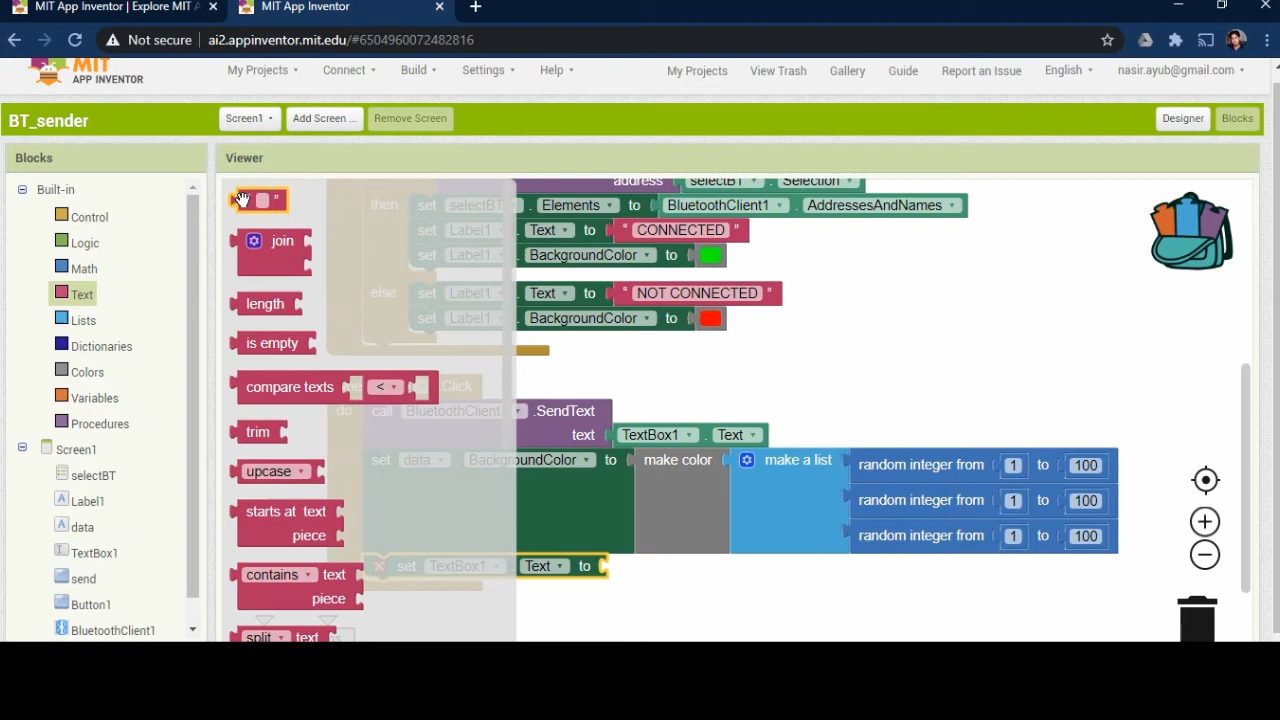 MIT App Inventor | Explore MIT A
MIT App Inventor
Not secure | ai2.appinventor.mit.edu/#6504960072482816
MIT
APP INVENTOR
My Projects
Connect
Build
Settings
Help
My Projects
View Trash
Gallery
Guide
Report an Issue
English
nasir.ayub@gmail.com
BT_sender
Screen1
Add Screen ...
Remove Screen
Designer
Blocks
Blocks
Viewer
Built-in
Control
Logic
Math
Text
Lists
Dictionaries
Colors
Variables
Procedures
Screen1
selectBT
Label1
data
TextBox1
send
Button1
BluetoothClient1
"
join
length
is empty
compare texts <
trim
upcase
starts at text
piece
contains text
piece
split text
address selectBT . Selection
then set selectBT . Elements to BluetoothClient1 . AddressesAndNames
set Label1 . Text to " CONNECTED "
set Label1 . BackgroundColor to
else set Label1 . Text to " NOT CONNECTED "
set Label1 . BackgroundColor to
Click
do call BluetoothClient .SendText
text TextBox1 . Text
set data . BackgroundColor to make color make a list random integer from 1 to 100
random integer from 1 to 100
random integer from 1 to 100
set TextBox1 . Text to